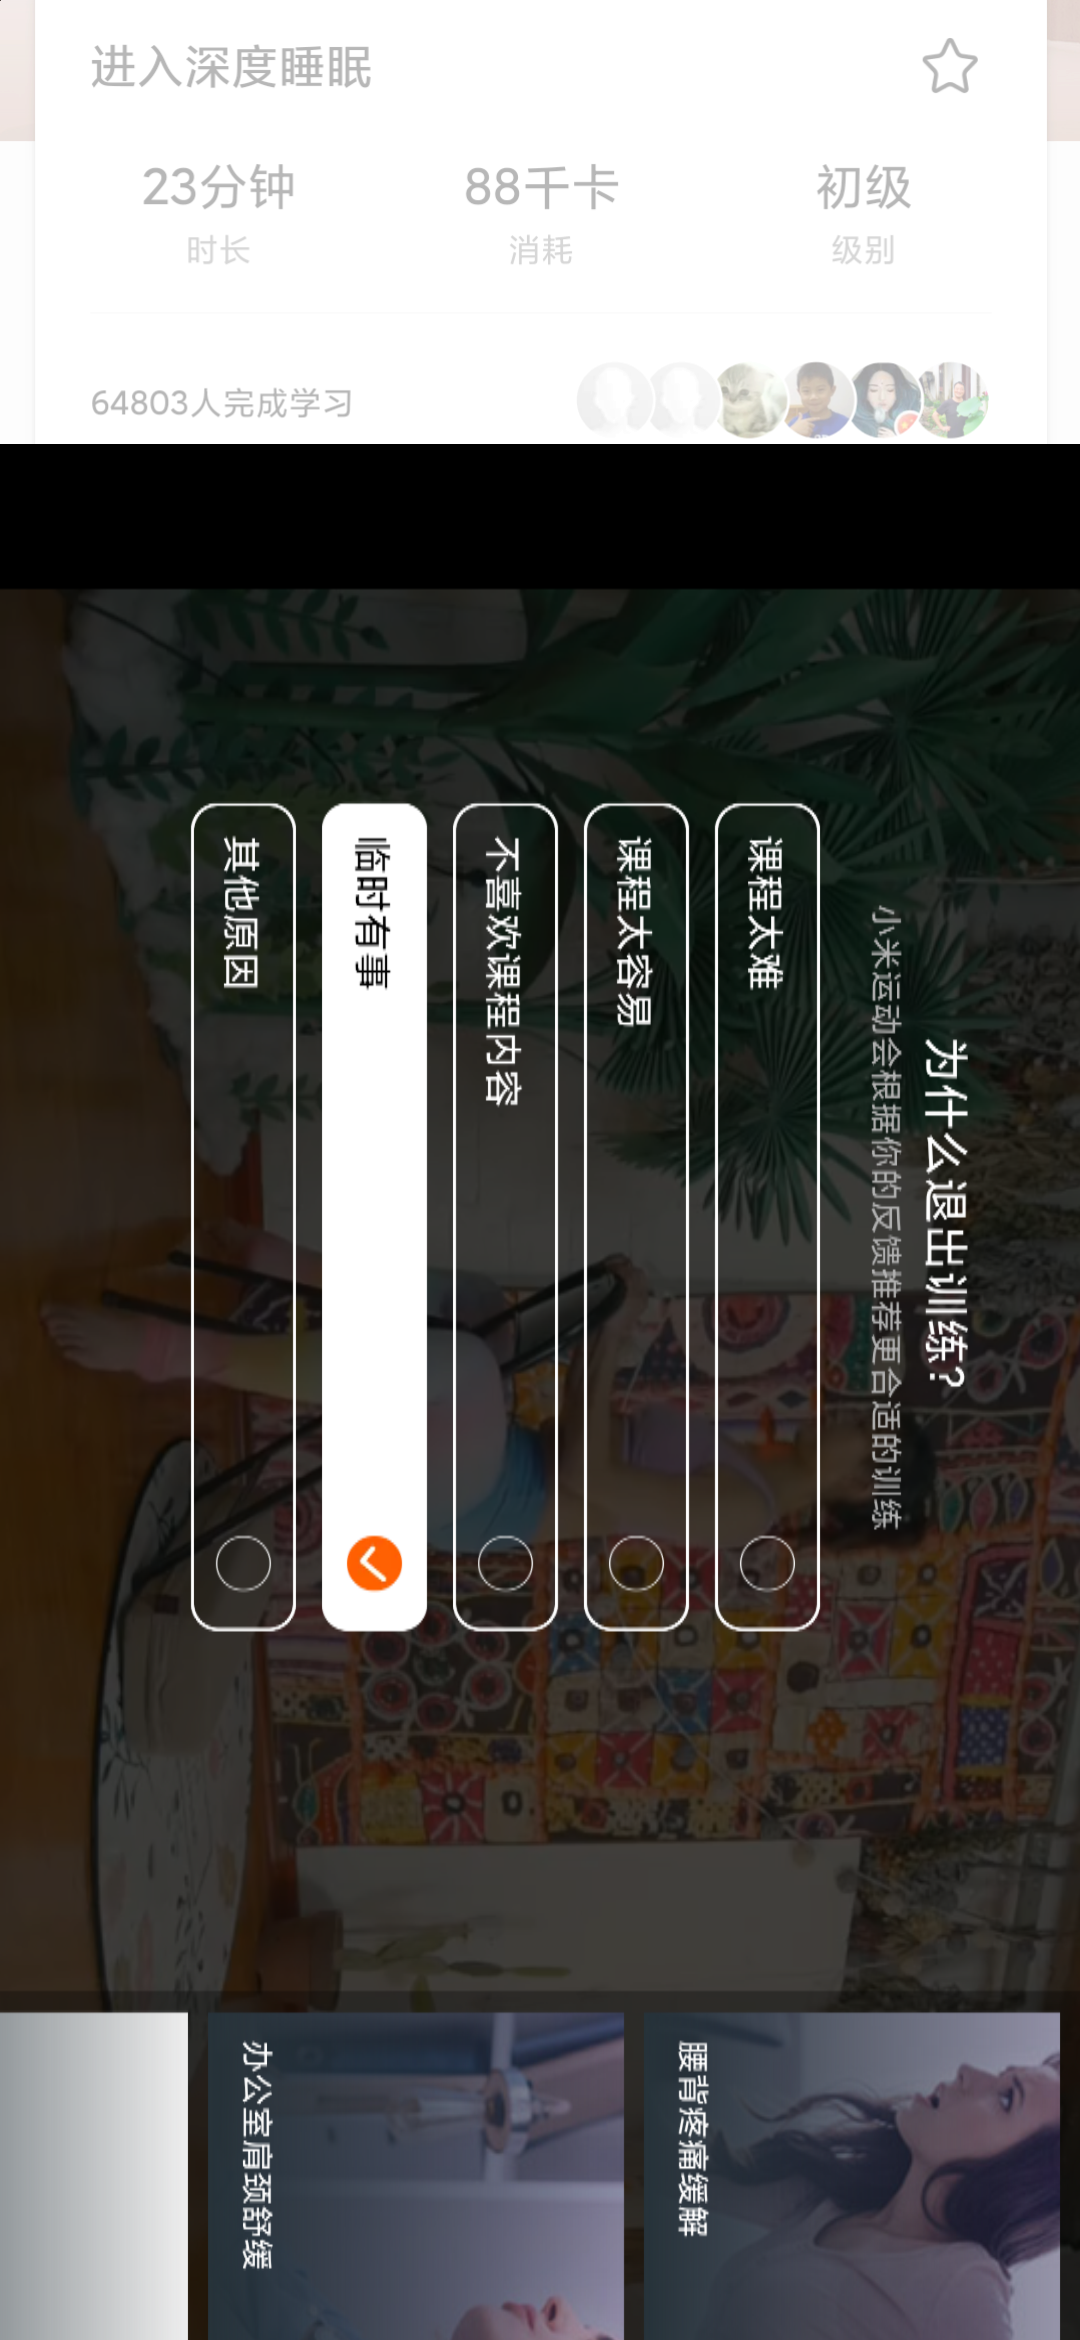 进入深度睡眠
23分钟
88千卡
初级
时长
消耗
级别
64803人完成学习
为什么退出训练?
小米运动会根据你的反馈推荐更合适的训练
课程太难
课程太容易
不喜欢课程内容
临时有事
其他原因
腰背疼痛缓解
办公室肩颈舒缓